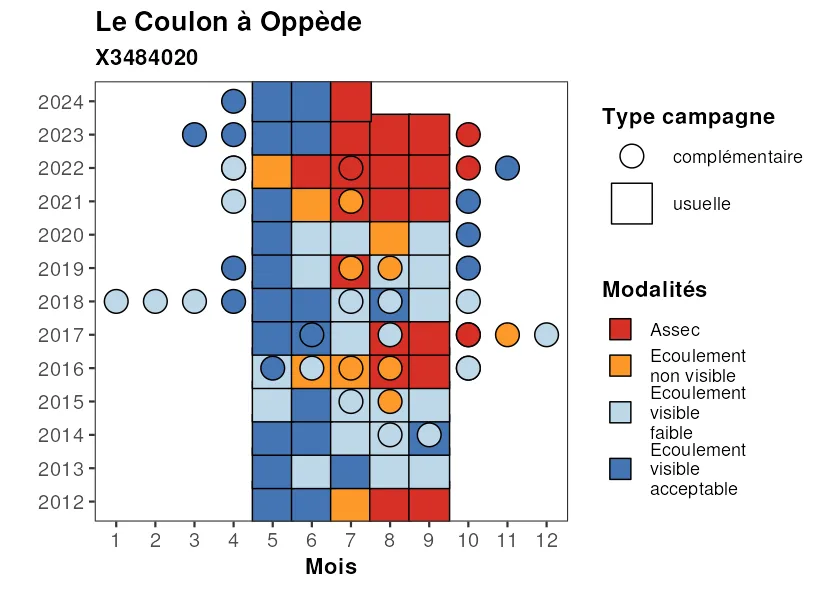 Le Coulon à Oppède
X3484020
2024
2023
2022
2021
2020
2019
2018
2017
2016
2015
2014
2013
2012
1 2 3 4 5 6 7 8 9 10 11 12
Mois
Type campagne
complémentaire
usuelle
Modalités
Assec
Ecoulement
non visible
Ecoulement
visible
faible
Ecoulement
visible
acceptable